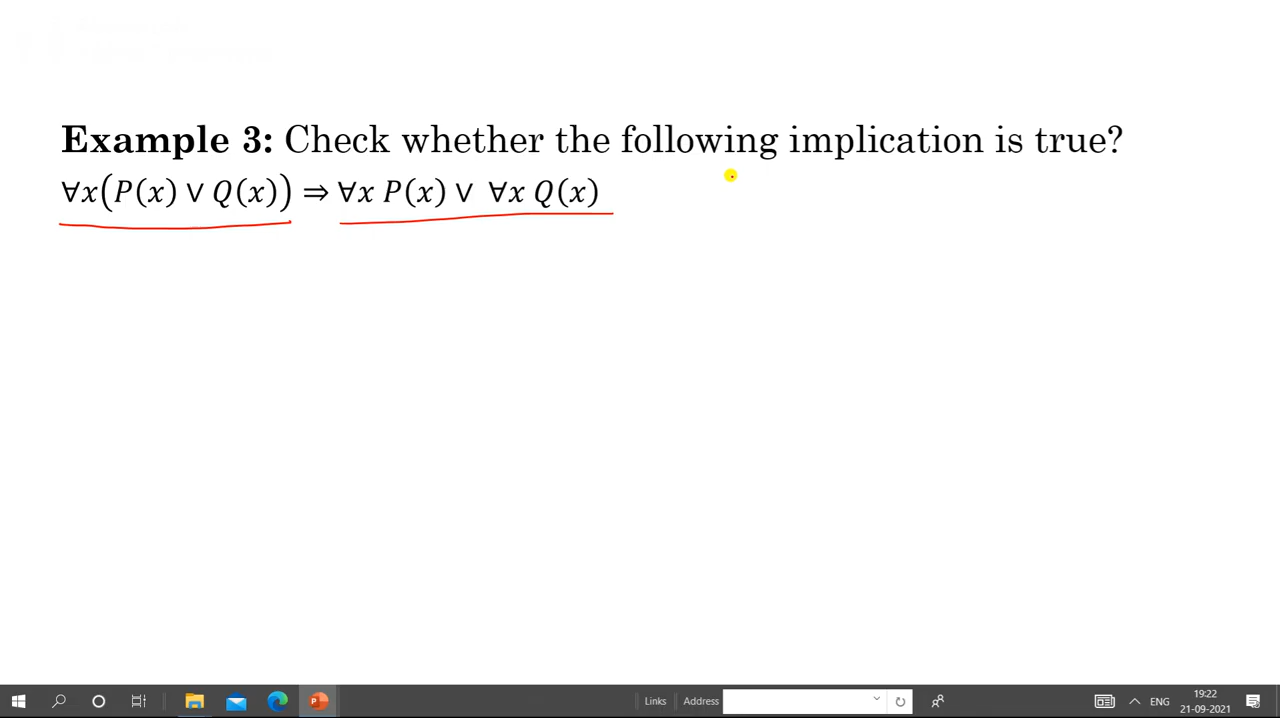 Example 3: Check whether the following implication is true?
∀x(P(x) ∨ Q(x)) ⇒ ∀x P(x) ∨ ∀x Q(x)
Links Address ENG 19:22
21-09-2021